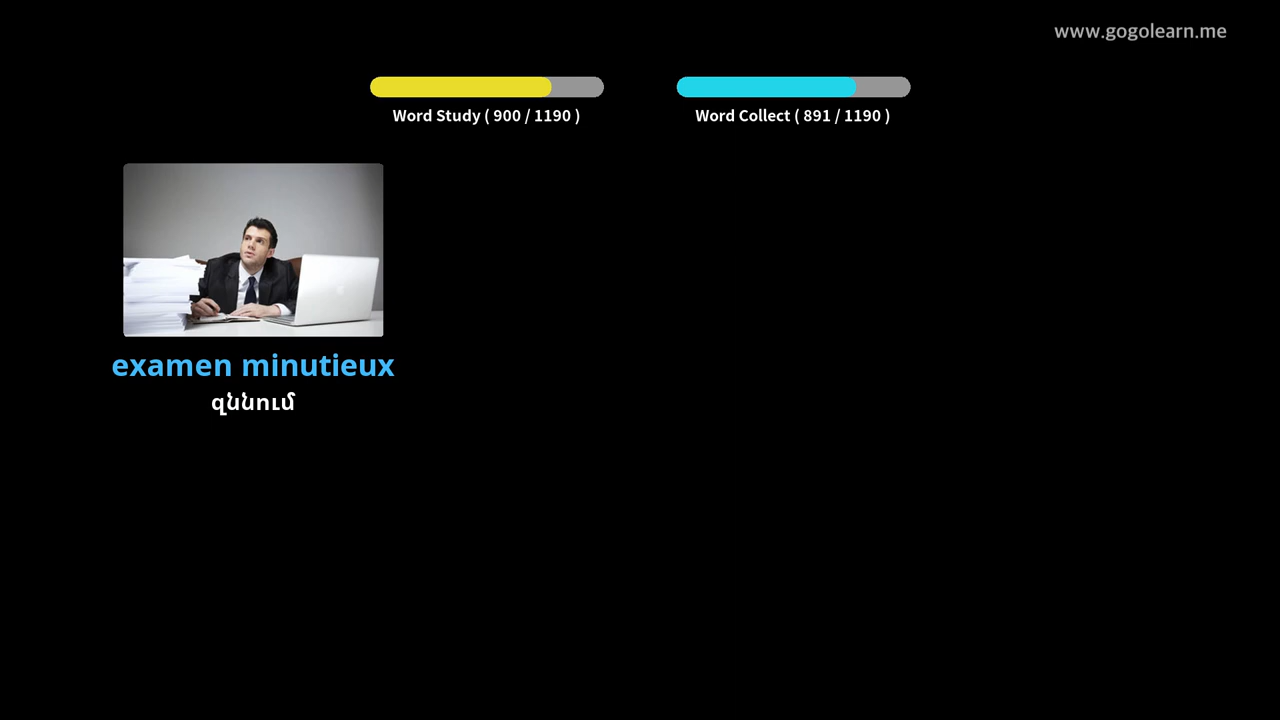 www.gogolearn.me
Word Study ( 900 / 1190 )
Word Collect ( 891 / 1190 )
examen minutieux
զննում